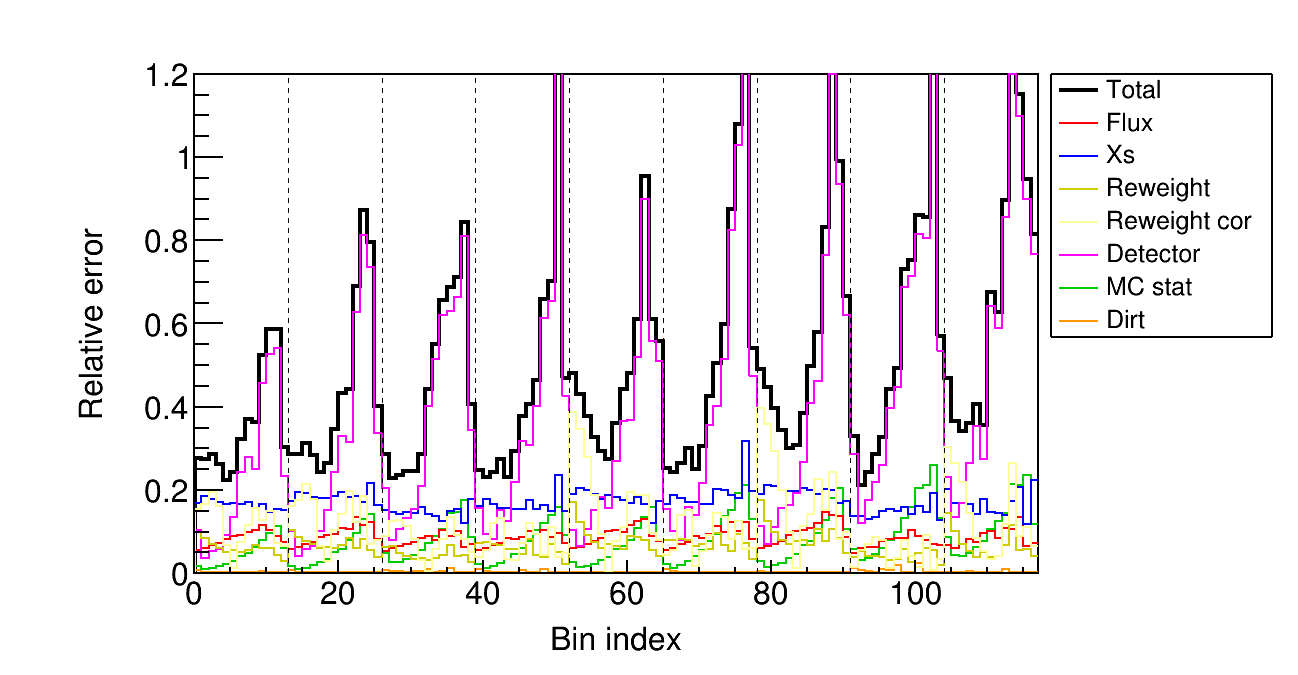 1.2
1
0.8
0.6
0.4
0.2
0
0 20 40 60 80 100
Relative error
Bin index
Total
Flux
Xs
Reweight
Reweight cor
Detector
MC stat
Dirt